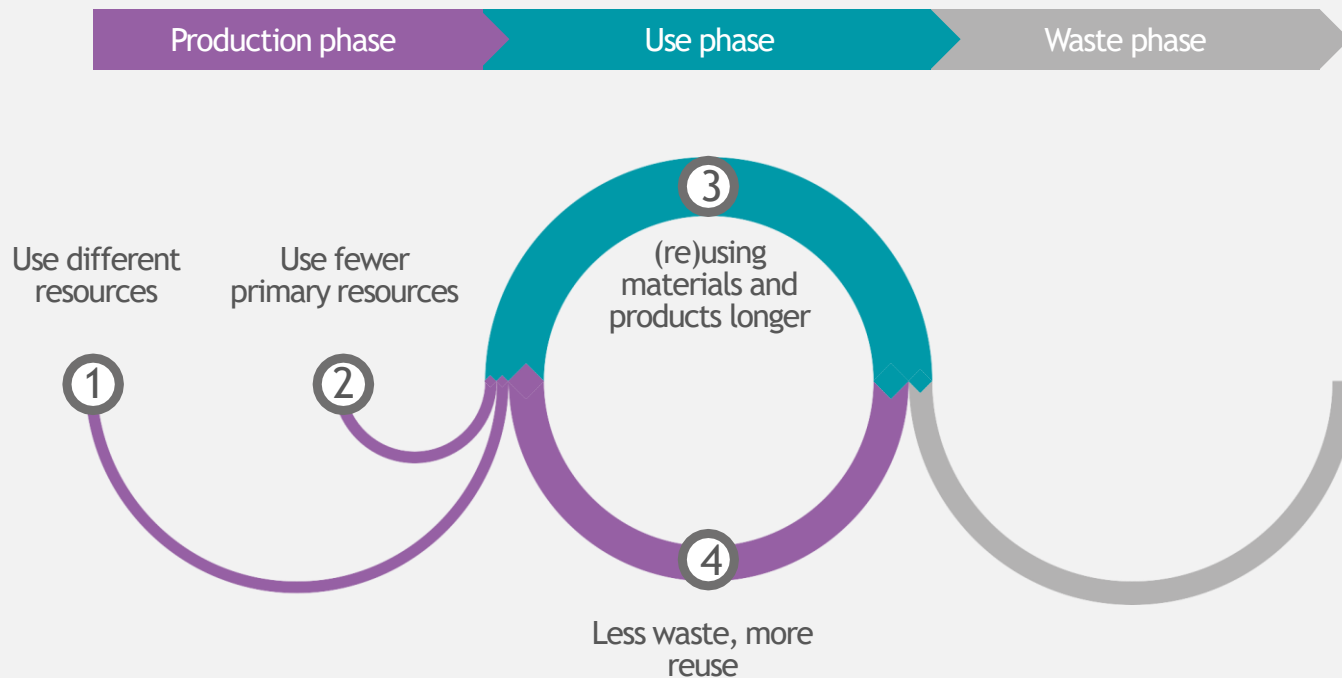 Production phase
Use phase
Waste phase
Use different
resources
1
Use fewer
primary resources
2
3
(re)using
materials and
products longer
4
Less waste, more
reuse